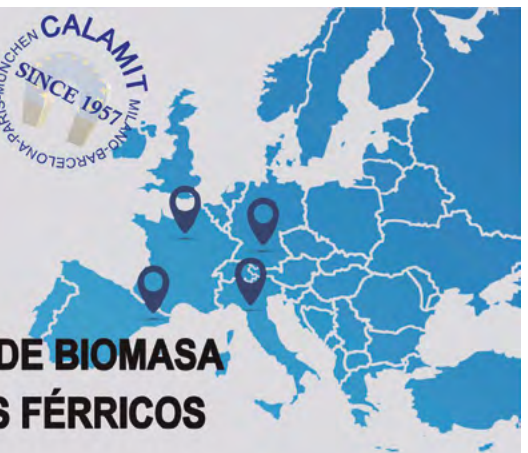 CALAMIT
SINCE 1957
MILANO-BARCELONA-PARIS-MÜNCHEN
DE BIOMASA
S FÉRRICOS